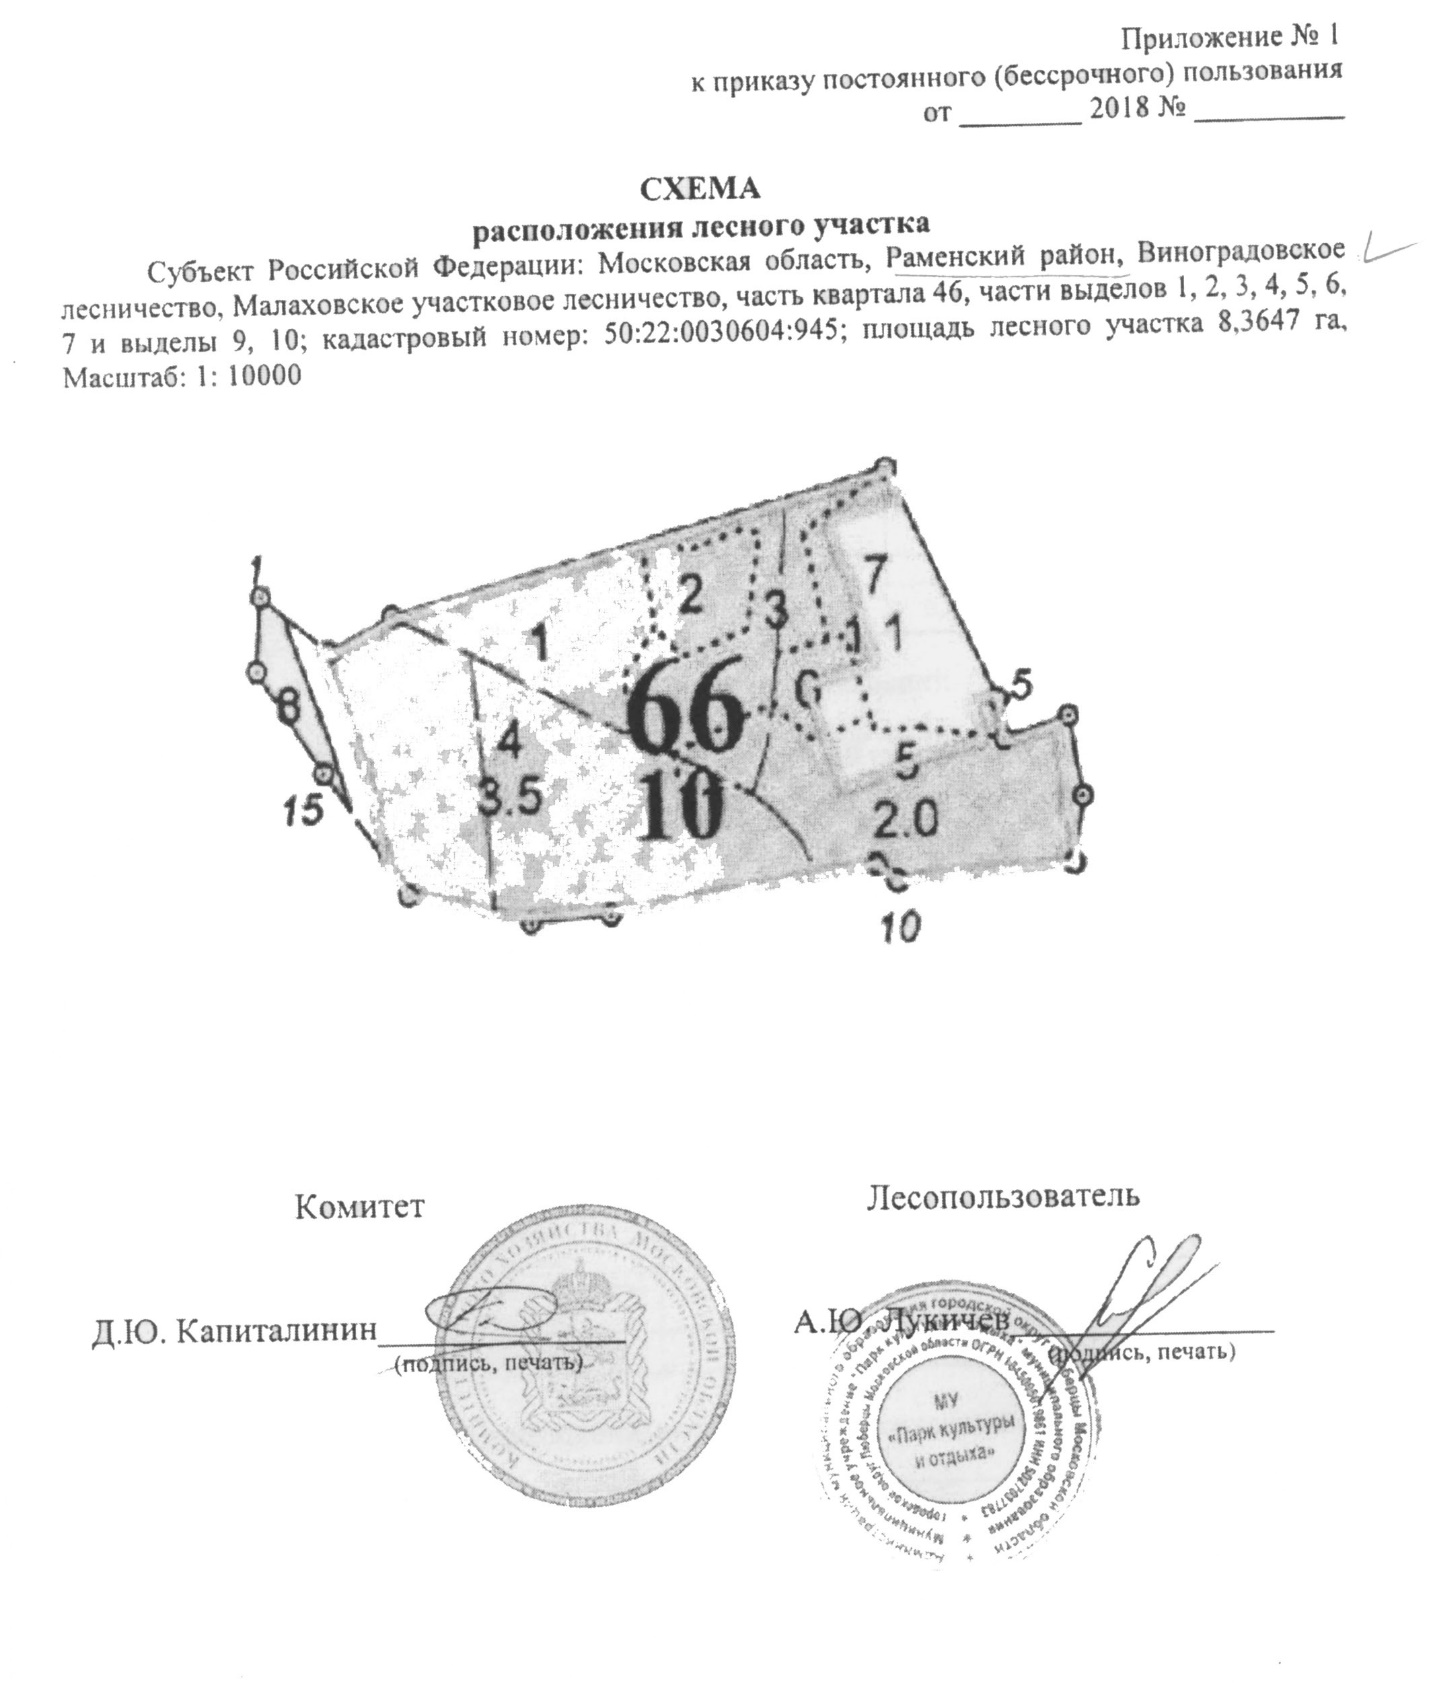 Приложение № 1
к приказу постоянного (бессрочного) пользования
от _________ 2018 № ___________
СХЕМА
расположения лесного участка
Субъект Российской Федерации: Московская область, Раменский район, Виноградовское
лесничество, Малаховское участковое лесничество, часть квартала 46, части выделов 1, 2, 3, 4, 5, 6,
7 и выделы 9, 10; кадастровый номер: 50:22:0030604:945; площадь лесного участка 8,3647 га,
Масштаб: 1: 10000
1
2
7
3
1
1 1
66
6
5
8
4
5
3.5
10
15
2.0
10
Комитет
Лесопользователь
Д.Ю. Капиталинин
(подпись, печать)
А.Ю. Лукичев
(подпись, печать)
МУ
«Парк культуры
и отдыха»